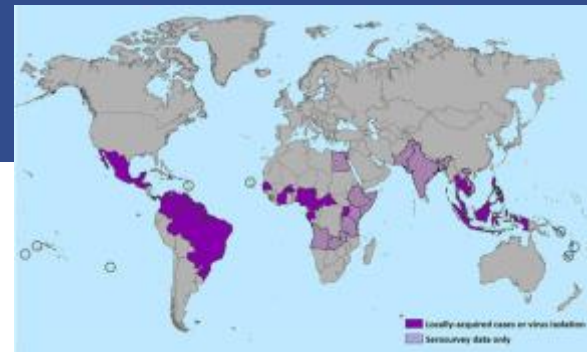 Locally-acquired cases or virus isolation
Serosurvey data only